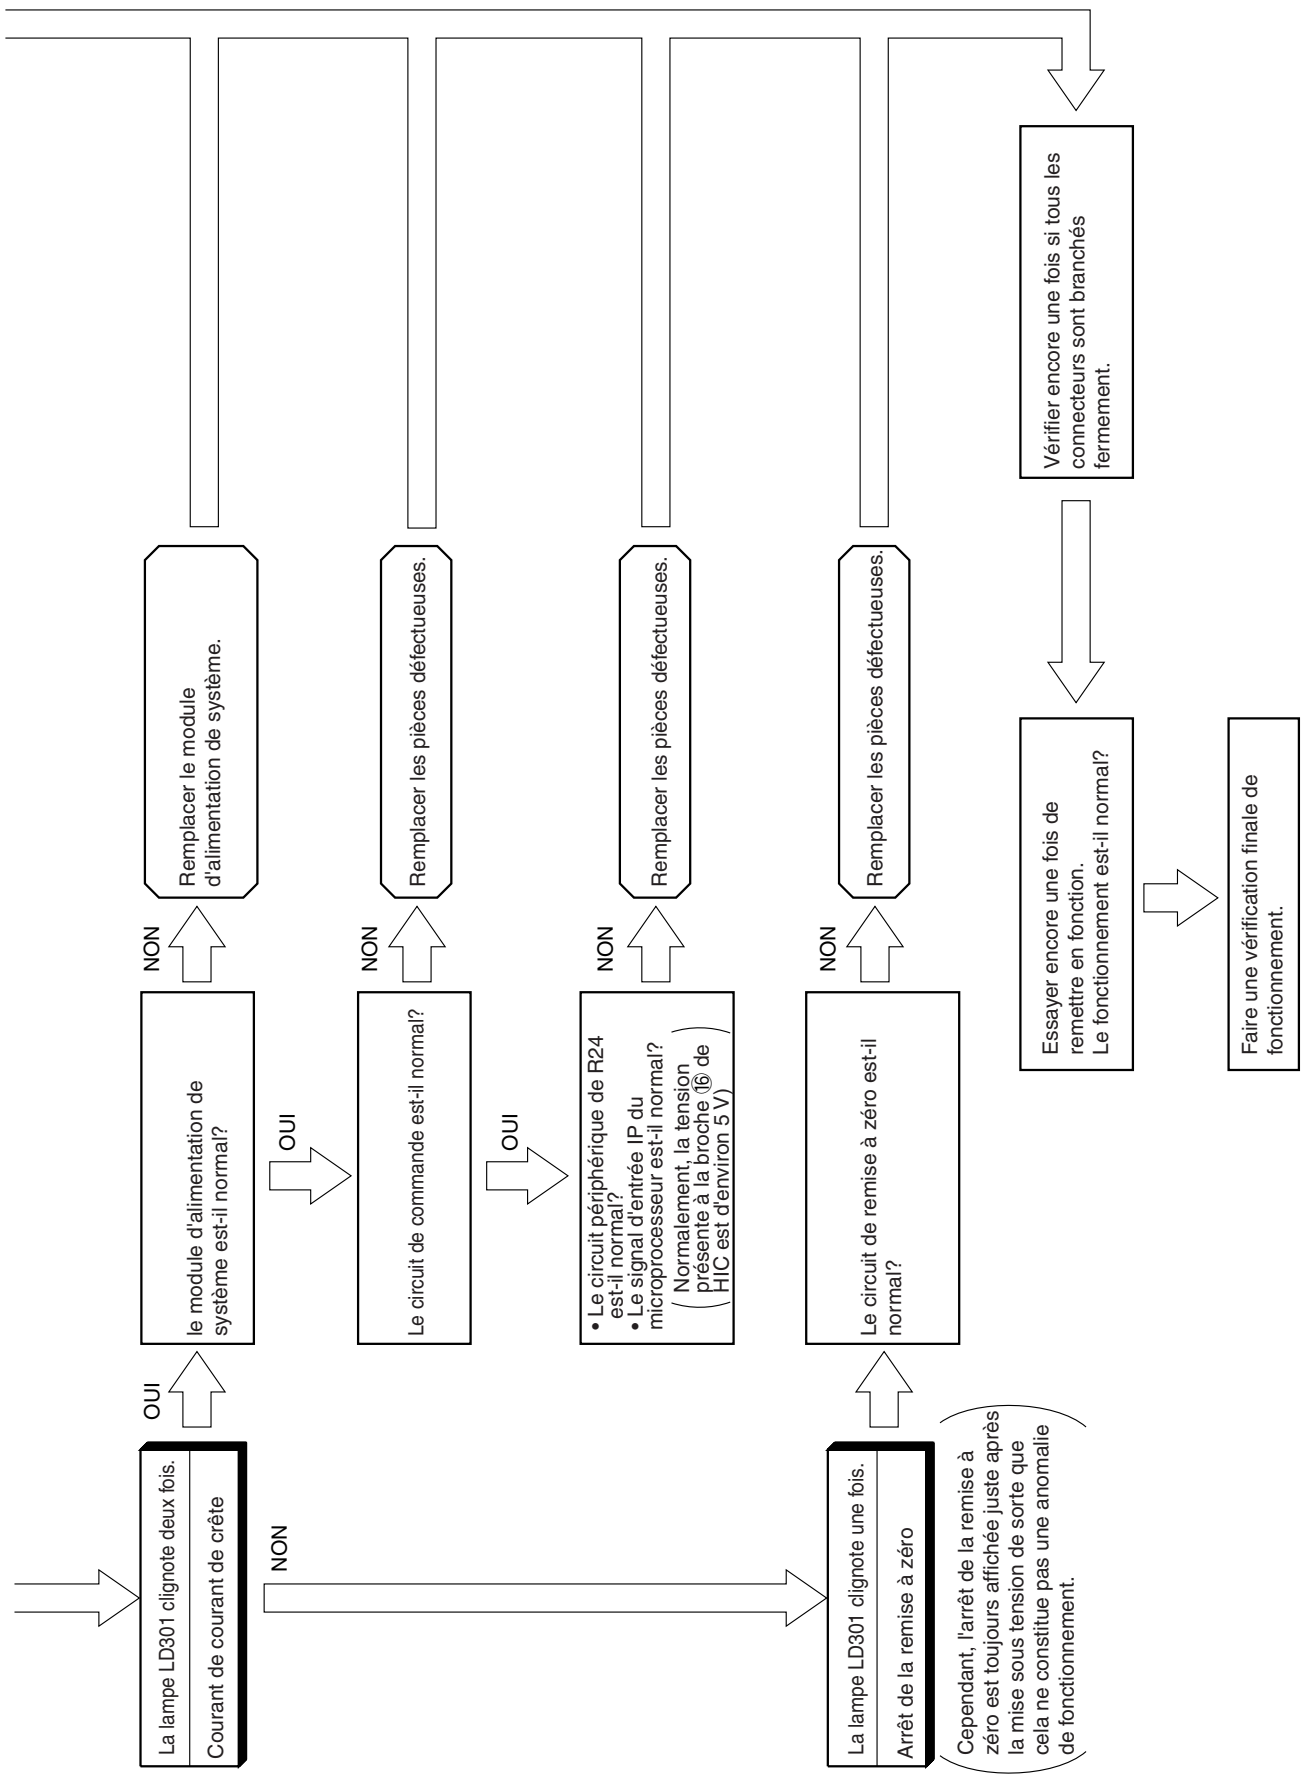 La lampe LD301 clignote deux fois.
Courant de courant de crête
OUI
le module d'alimentation de
système est-il normal?
NON
Remplacer le module
d'alimentation de système.
OUI
Le circuit de commande est-il normal?
NON
Remplacer les pièces défectueuses.
OUI
• Le circuit périphérique de R24
est-il normal?
• Le signal d'entrée IP du
microprocesseur est-il normal?
Normalement, la tension
présente à la broche ⑯ de
HIC est d'environ 5 V)
NON
Remplacer les pièces défectueuses.
NON
La lampe LD301 clignote une fois.
Arrêt de la remise à zéro
Cependant, l'arrêt de la remise à
zéro est toujours affichée juste après
la mise sous tension de sorte que
cela ne constitue pas une anomalie
de fonctionnement.
Le circuit de remise à zéro est-il
normal?
NON
Remplacer les pièces défectueuses.
Vérifier encore une fois si tous les
connecteurs sont branchés
fermement.
Essayer encore une fois de
remettre en fonction.
Le fonctionnement est-il normal?
Faire une vérification finale de
fonctionnement.